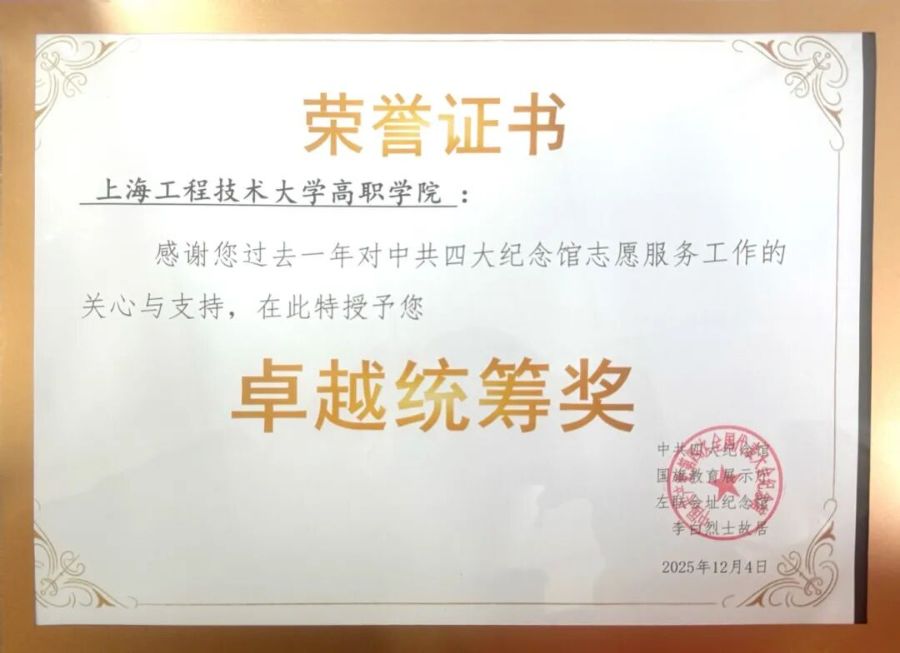 荣誉证书
上海工程技术大学高职学院：
感谢您过去一年对中共四大纪念馆志愿服务工作的
关心与支持，在此特授予您
卓越统筹奖
中共四大纪念馆
国旗教育展示厅
左联会址纪念馆
李白烈士故居
2025年12月4日